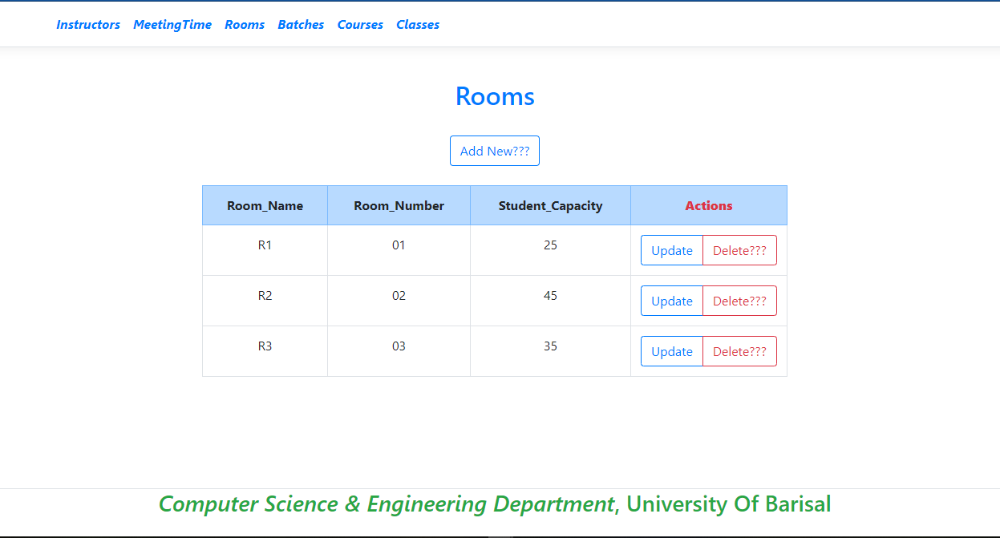 Instructors MeetingTime Rooms Batches Courses Classes
Rooms
Add New???
Room_Name Room_Number Student_Capacity Actions
R1 01 25 Update Delete???
R2 02 45 Update Delete???
R3 03 35 Update Delete???
Computer Science & Engineering Department, University Of Barisal